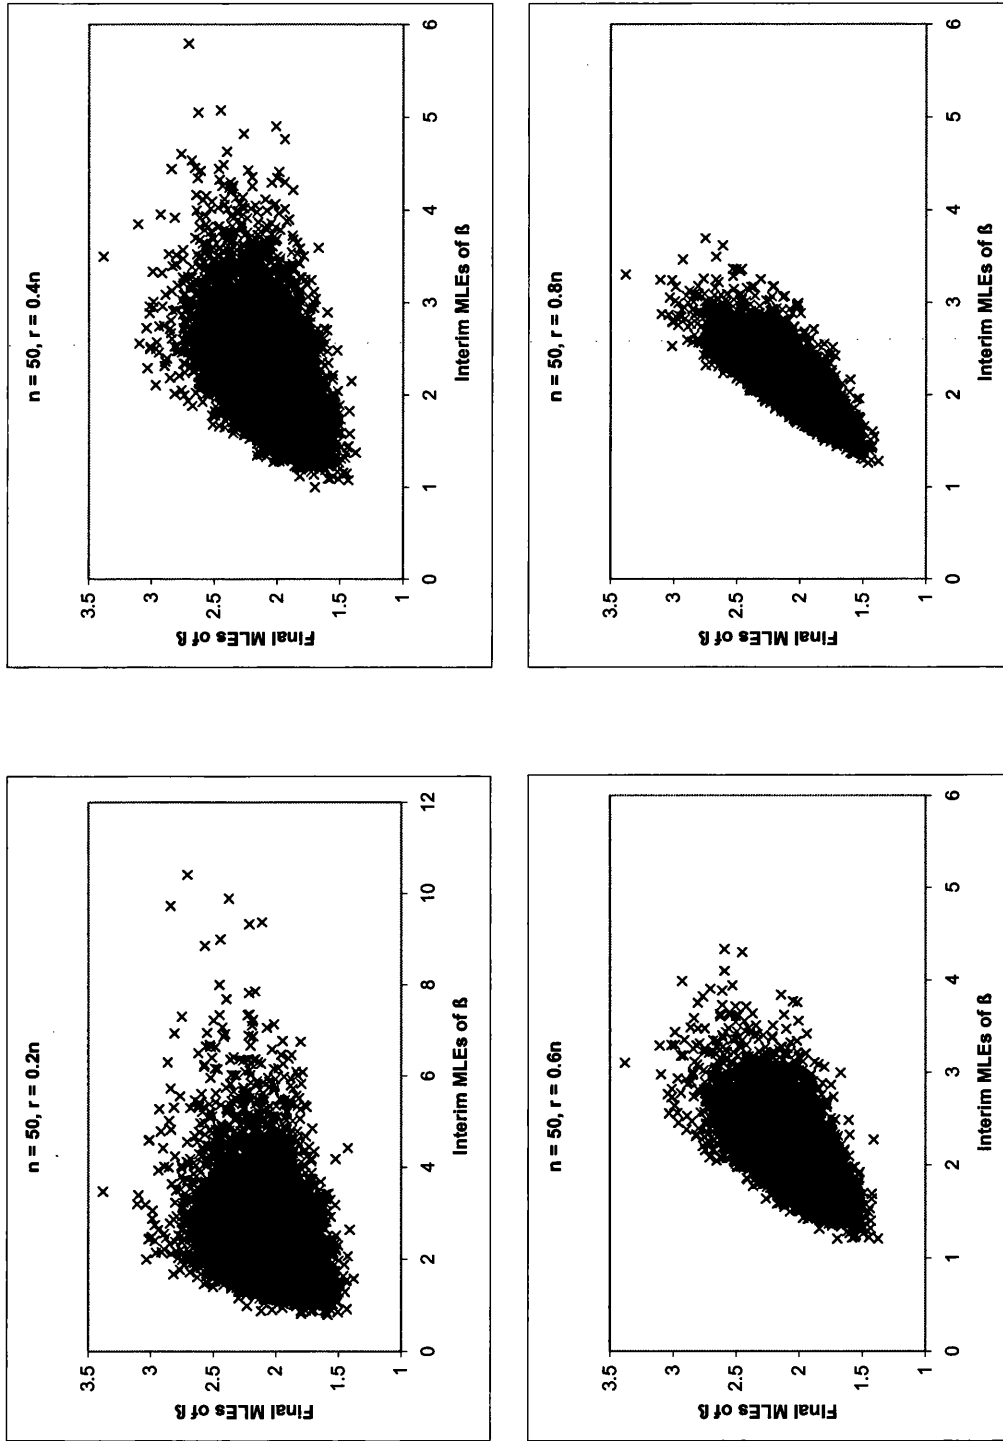 n = 50, r = 0.2n
3.5
3
2.5
2
1.5
1
Final MLEs of ß
0 2 4 6 8 10 12
Interim MLEs of ß
n = 50, r = 0.4n
3.5
3
2.5
2
1.5
1
Final MLEs of ß
0 1 2 3 4 5 6
Interim MLEs of ß
n = 50, r = 0.6n
3.5
3
2.5
2
1.5
1
Final MLEs of ß
0 1 2 3 4 5 6
Interim MLEs of ß
n = 50, r = 0.8n
3.5
3
2.5
2
1.5
1
Final MLEs of ß
0 1 2 3 4 5 6
Interim MLEs of ß